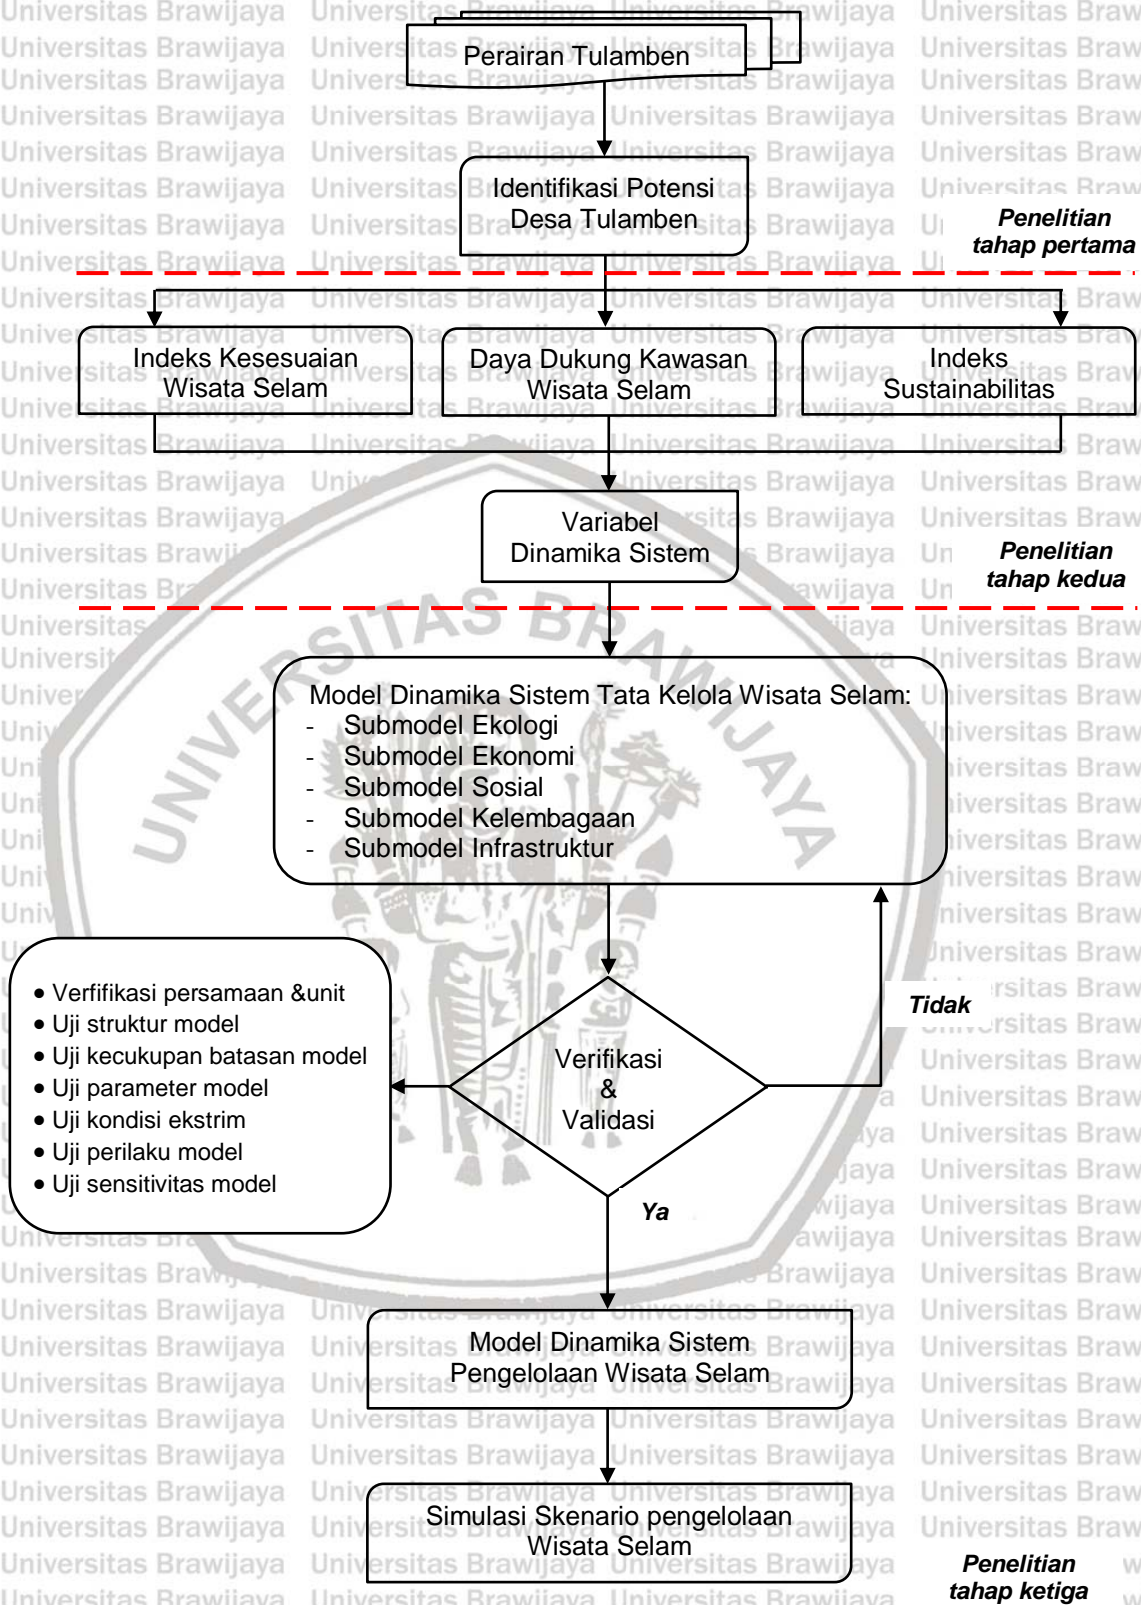 Perairan Tulamben
Identifikasi Potensi
Desa Tulamben
Penelitian
tahap pertama
Indeks Kesesuaian
Wisata Selam
Daya Dukung Kawasan
Wisata Selam
Indeks
Sustainabilitas
Variabel
Dinamika Sistem
Penelitian
tahap kedua
Model Dinamika Sistem Tata Kelola Wisata Selam:
- Submodel Ekologi
- Submodel Ekonomi
- Submodel Sosial
- Submodel Kelembagaan
- Submodel Infrastruktur
• Verfifikasi persamaan &unit
• Uji struktur model
• Uji kecukupan batasan model
• Uji parameter model
• Uji kondisi ekstrim
• Uji perilaku model
• Uji sensitivitas model
Verifikasi
&
Validasi
Tidak
Ya
Model Dinamika Sistem
Pengelolaan Wisata Selam
Simulasi Skenario pengelolaan
Wisata Selam
Penelitian
tahap ketiga
UNIVERSITAS BRAWIJAYA